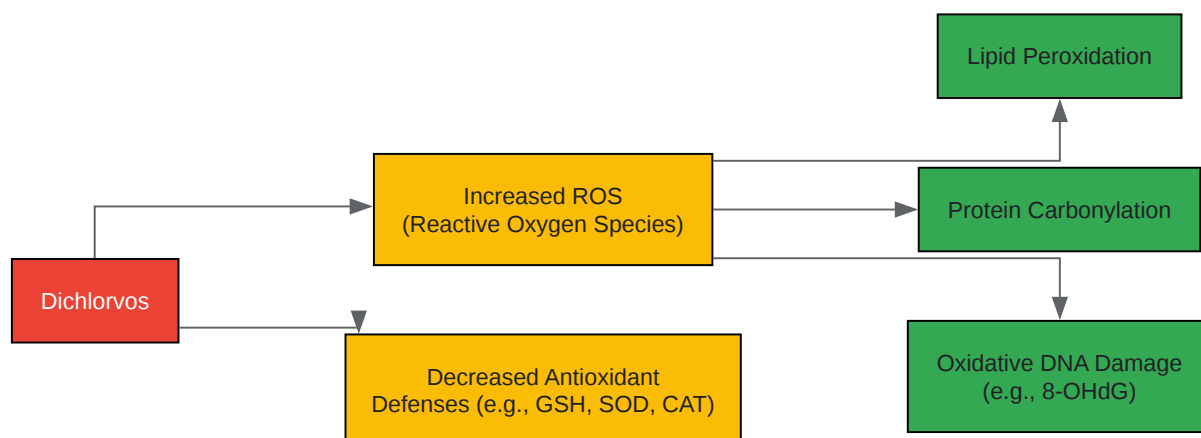 Lipid Peroxidation
Increased ROS
(Reactive Oxygen Species)
Protein Carbonylation
Dichlorvos
Decreased Antioxidant
Defenses (e.g., GSH, SOD, CAT)
Oxidative DNA Damage
(e.g., 8-OHdG)